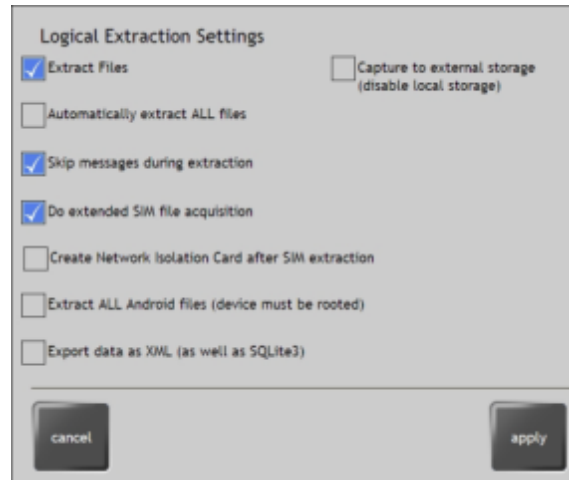 Logical Extraction Settings
Extract Files
Capture to external storage
(disable local storage)
Automatically extract ALL files
Skip messages during extraction
Do extended SIM file acquisition
Create Network Isolation Card after SIM extraction
Extract ALL Android files (device must be rooted)
Export data as XML (as well as SQLite3)
cancel
apply